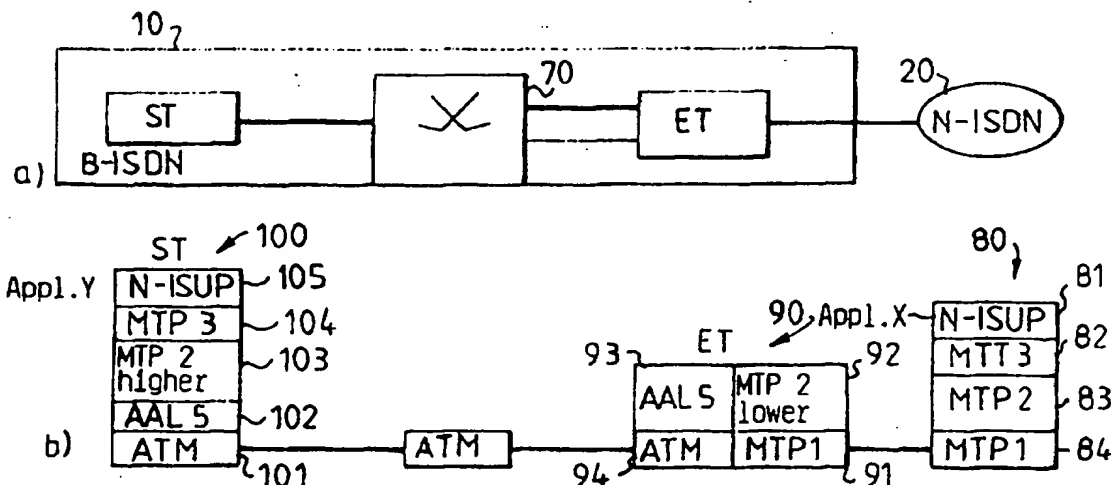 10
70
20
ST
ET
N-ISDN
B-ISDN
a)
ST
100
80
Appl.Y
N-ISUP
105
90
Appl.X
N-ISUP
81
MTP 3
104
ET
MTT 3
82
MTP 2
higher
103
93
AAL 5
MTP 2
lower
92
MTP 2
83
AAL 5
102
b)
ATM
101
ATM
94
ATM
MTP1
91
MTP1
84